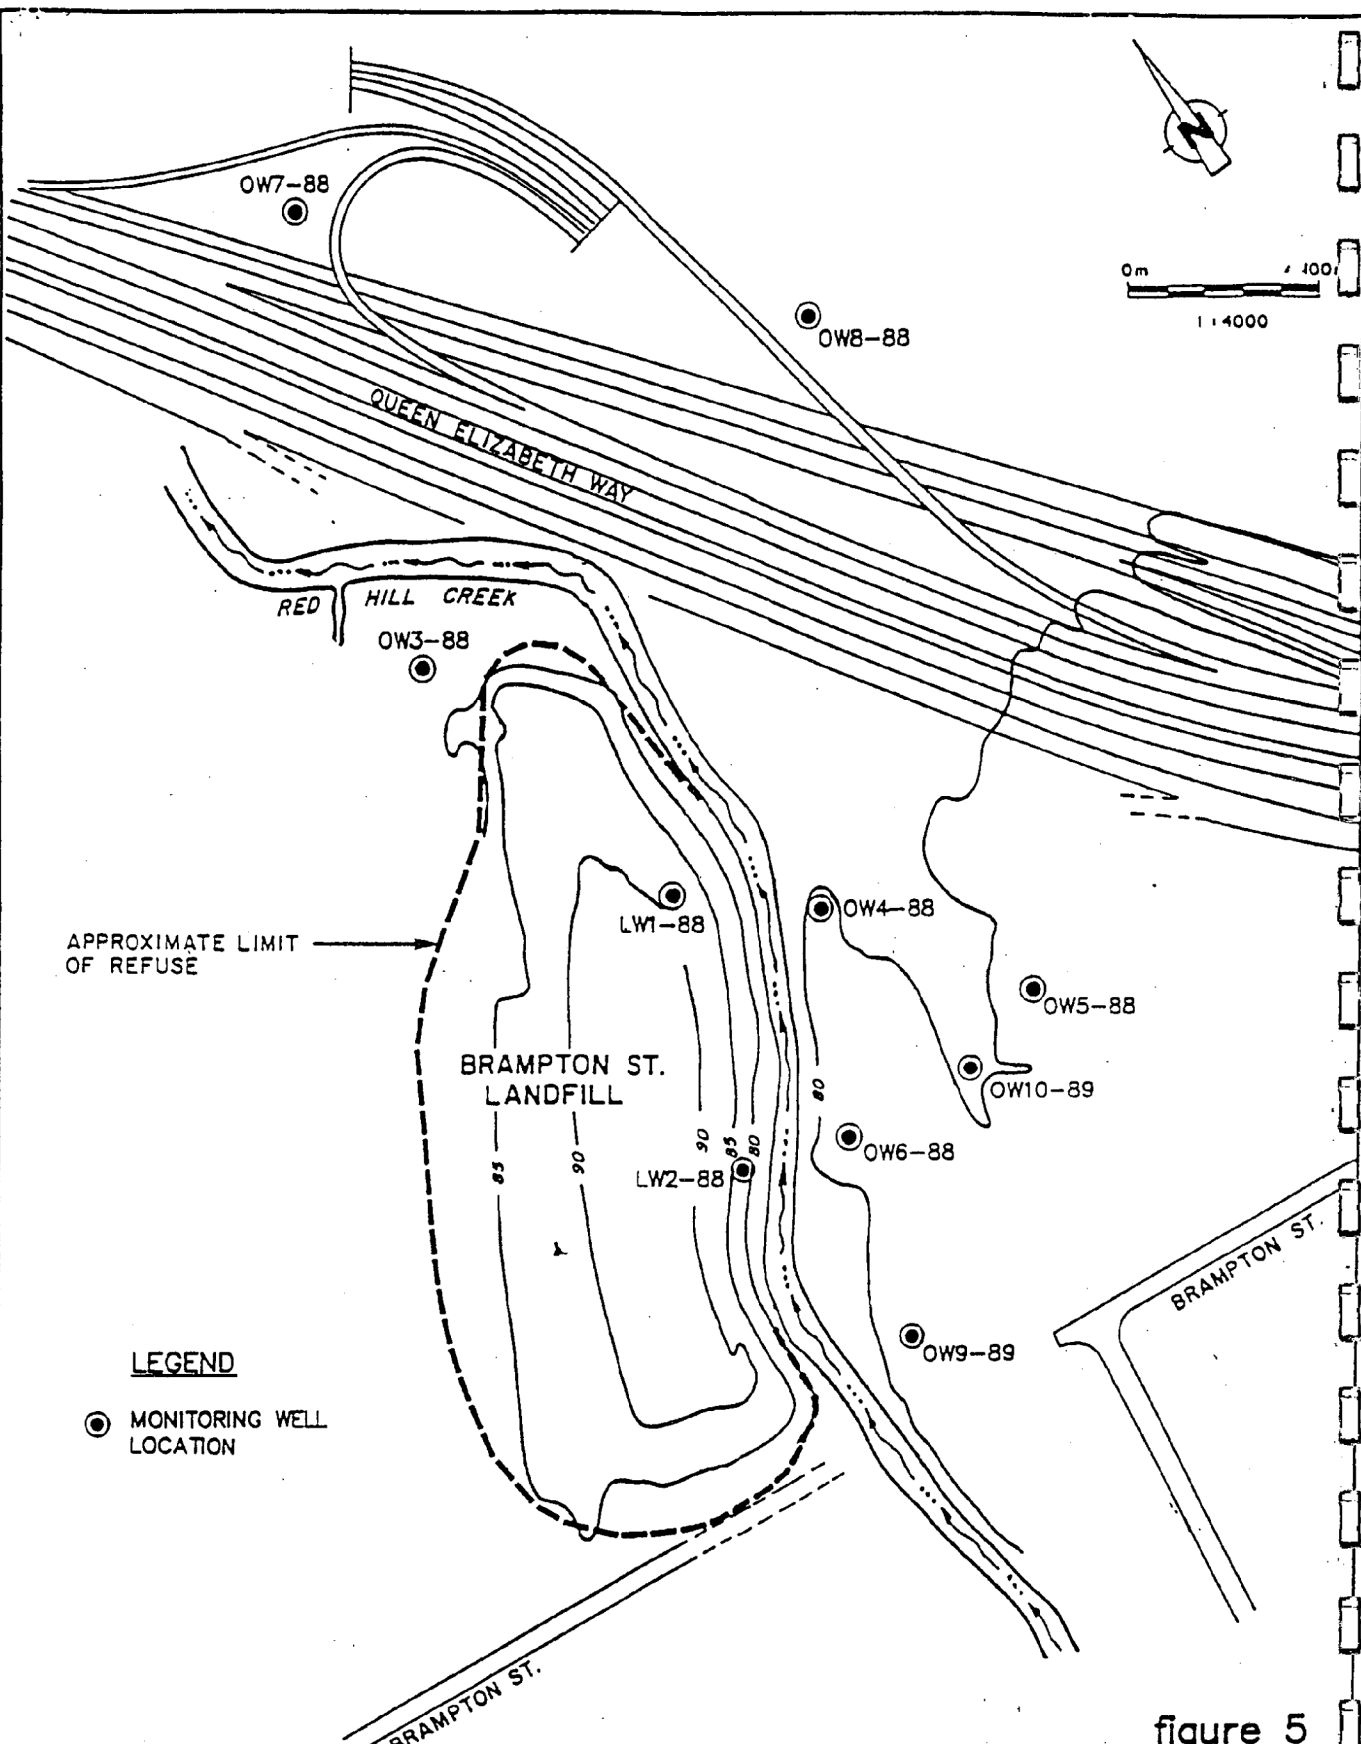 N
OW7-88
0m 100
1:4000
OW8-88
QUEEN ELIZABETH WAY
RED HILL CREEK
OW3-88
LW1-88
OW4-88
APPROXIMATE LIMIT
OF REFUSE
OW5-88
BRAMPTON ST.
LANDFILL
OW10-89
80
90
85
80
OW6-88
85
90
LW2-88
BRAMPTON ST.
OW9-89
LEGEND
MONITORING WELL
LOCATION
BRAMPTON ST.
figure 5